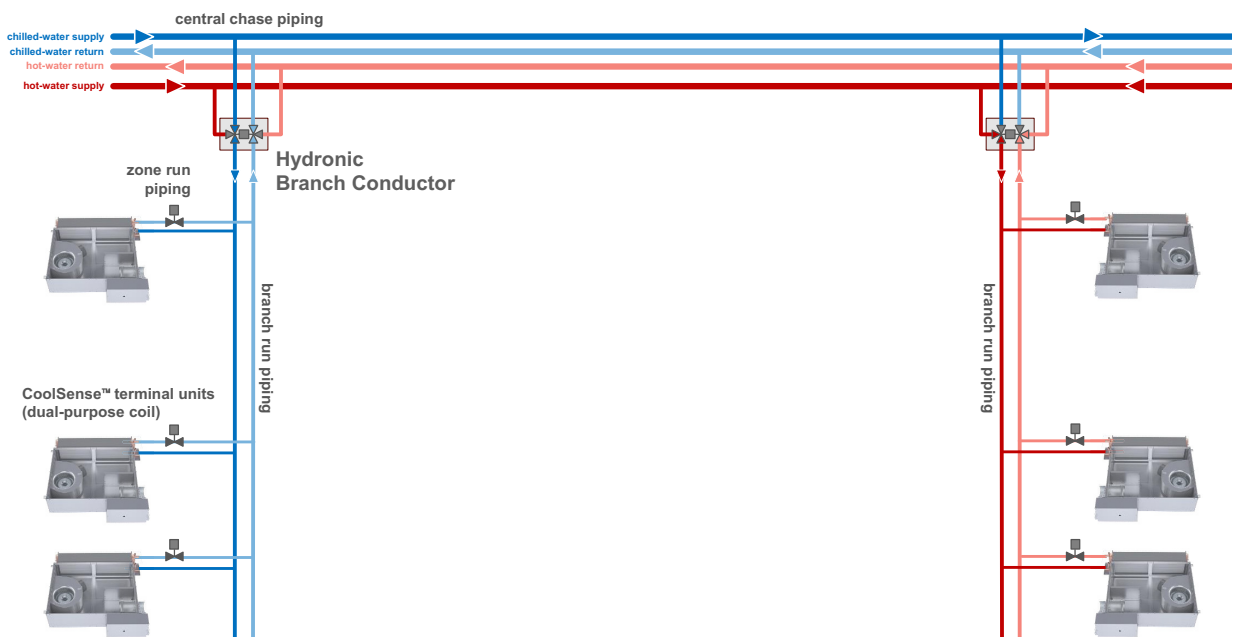 central chase piping
chilled-water supply
chilled-water return
hot-water return
hot-water supply
Hydronic
Branch Conductor
zone run
piping
branch run piping
branch run piping
CoolSense™ terminal units
(dual-purpose coil)